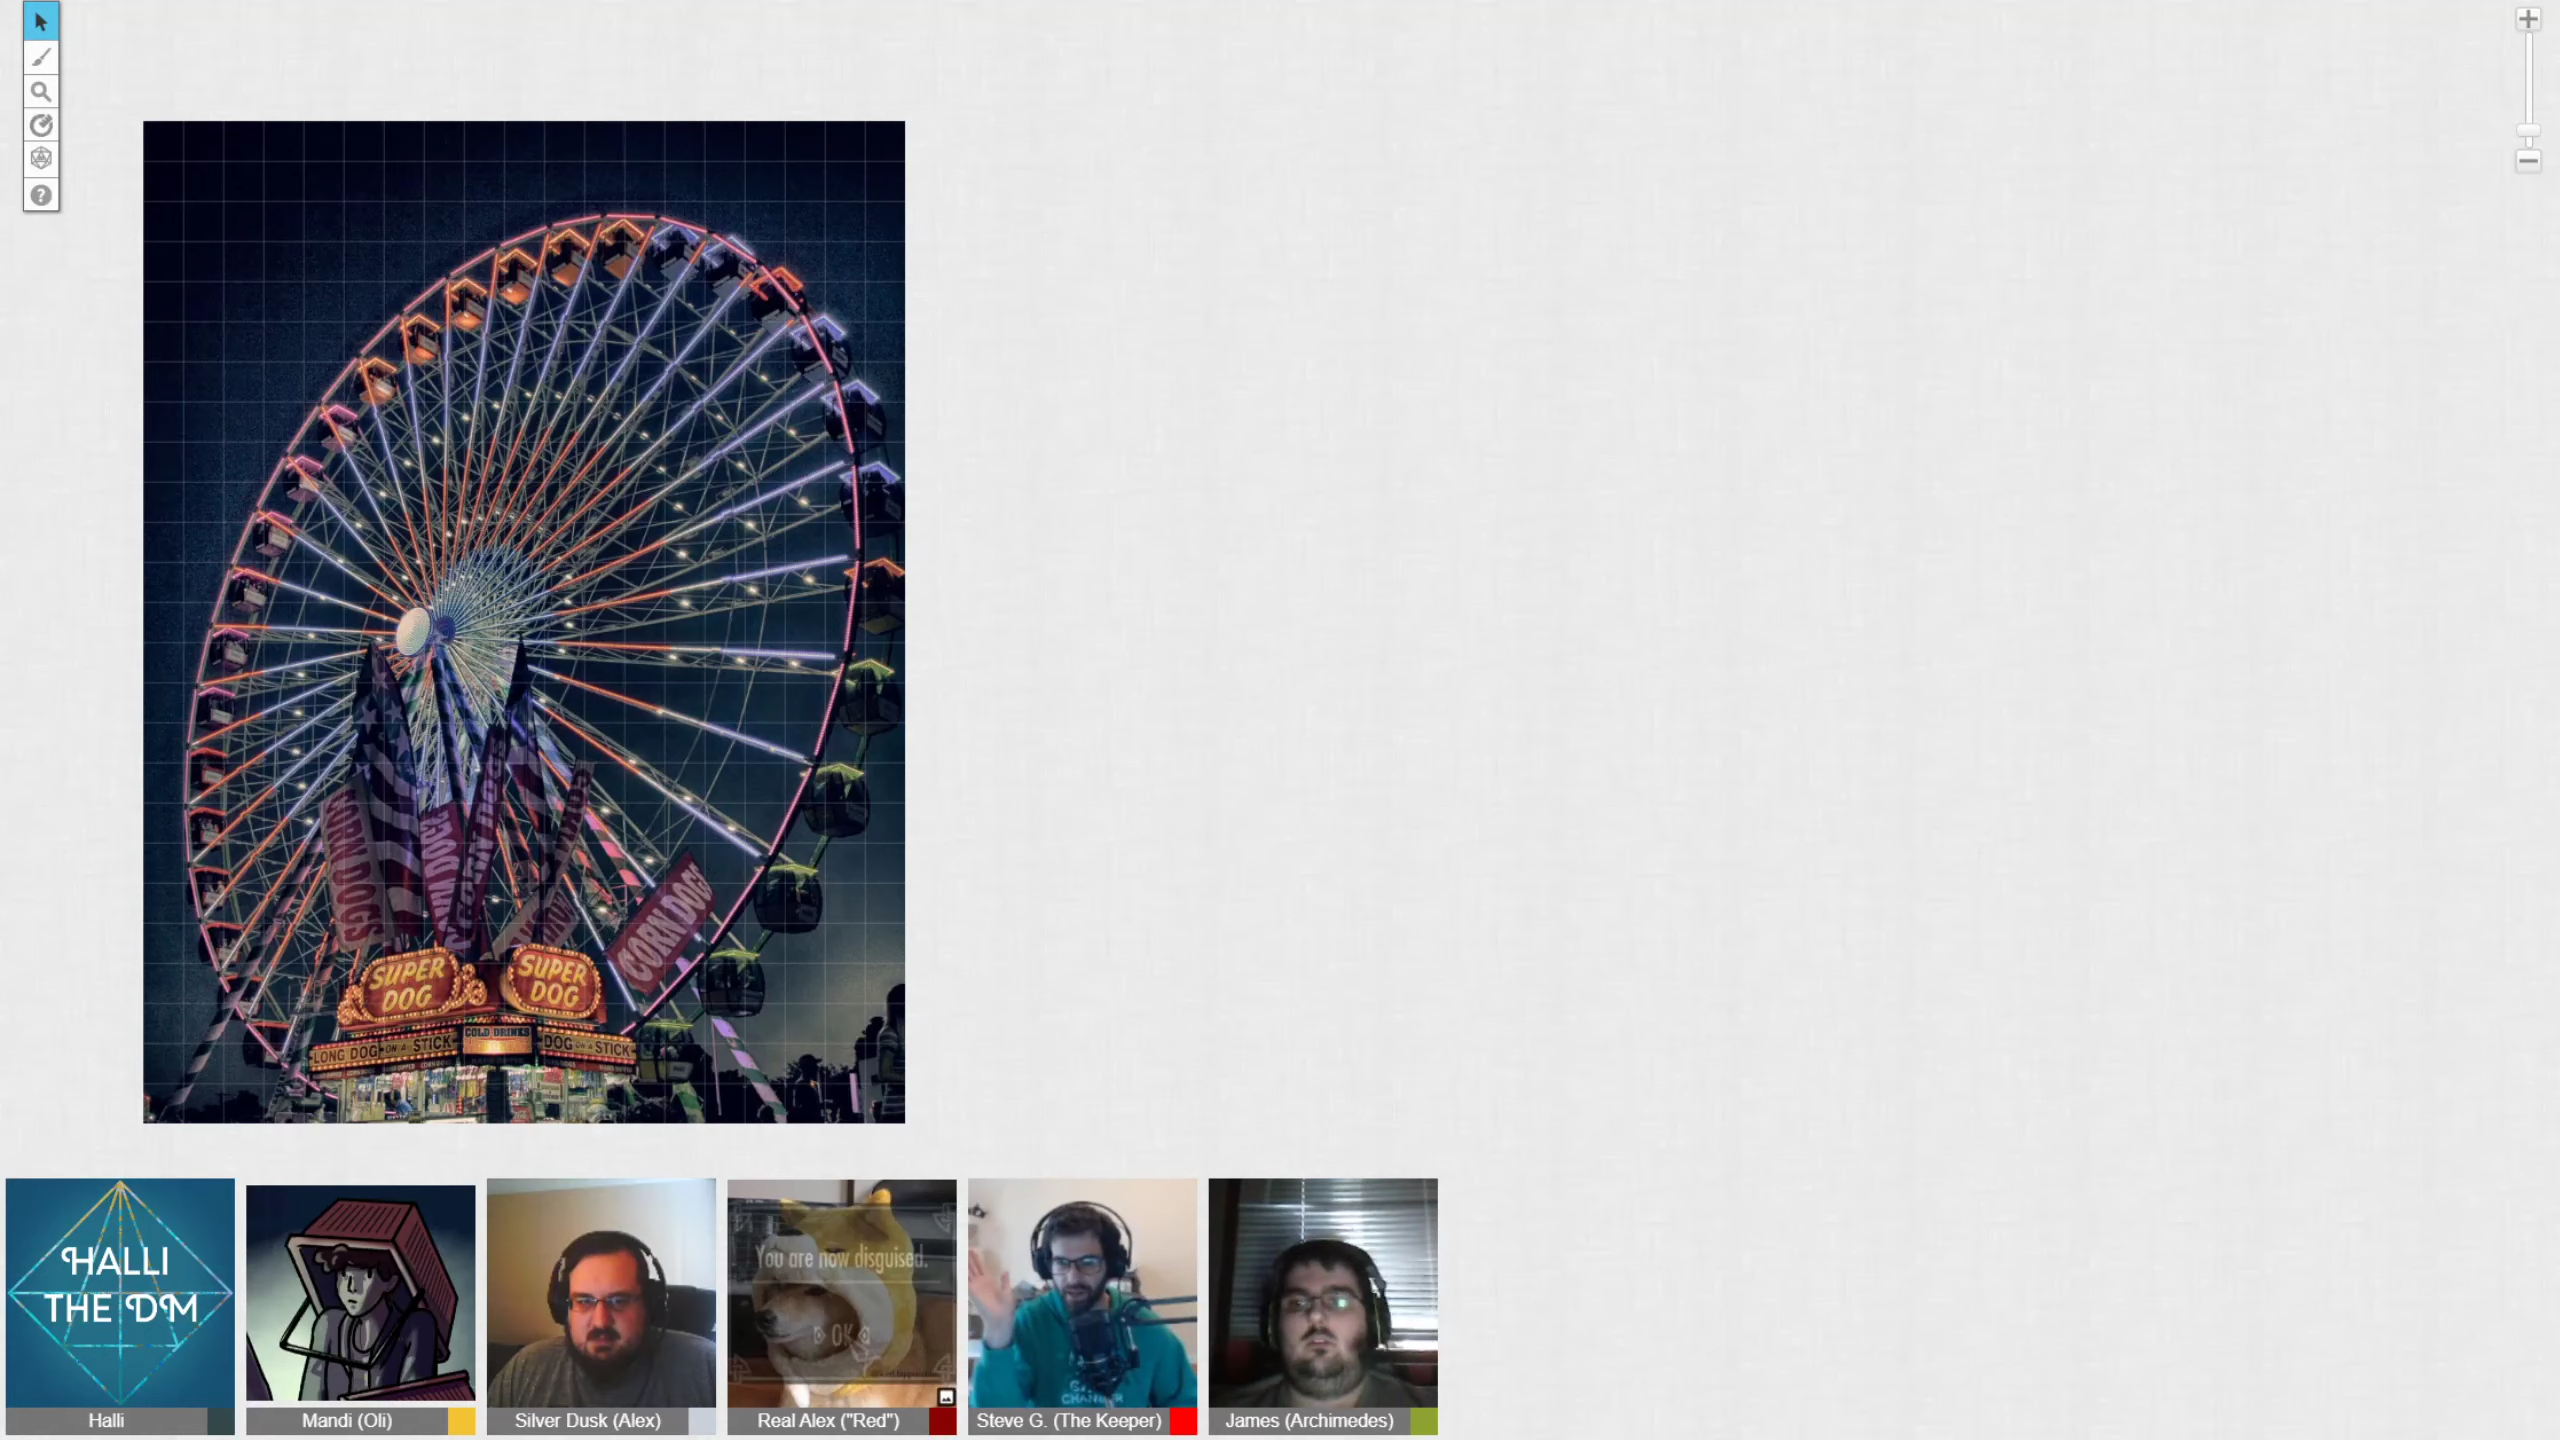 CORN DOGS
CORN DOGS
CORN DOGS
SUPER
DOG
SUPER
DOG
COLD DRINKS
LONG DOG ON A STICK
DOG ON A STICK
HALLI
THE DM
You are now disguised.
OK
Halli
Mandi (Oli)
Silver Dusk (Alex)
Real Alex ("Red")
Steve G. (The Keeper)
James (Archimedes)